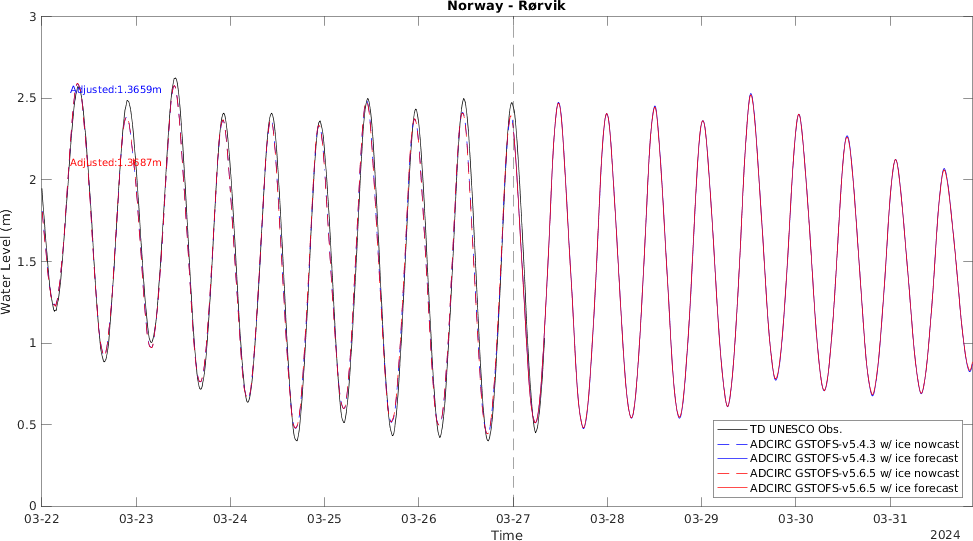 Norway - Rørvik
3
2.5
2
1.5
1
0.5
0
Water Level (m)
Adjusted:1.3659m
Adjusted:1.3687m
TD UNESCO Obs.
ADCIRC GSTOFS-v5.4.3 w/ ice nowcast
ADCIRC GSTOFS-v5.4.3 w/ ice forecast
ADCIRC GSTOFS-v5.6.5 w/ ice nowcast
ADCIRC GSTOFS-v5.6.5 w/ ice forecast
03-22 03-23 03-24 03-25 03-26 03-27 03-28 03-29 03-30 03-31
Time
2024